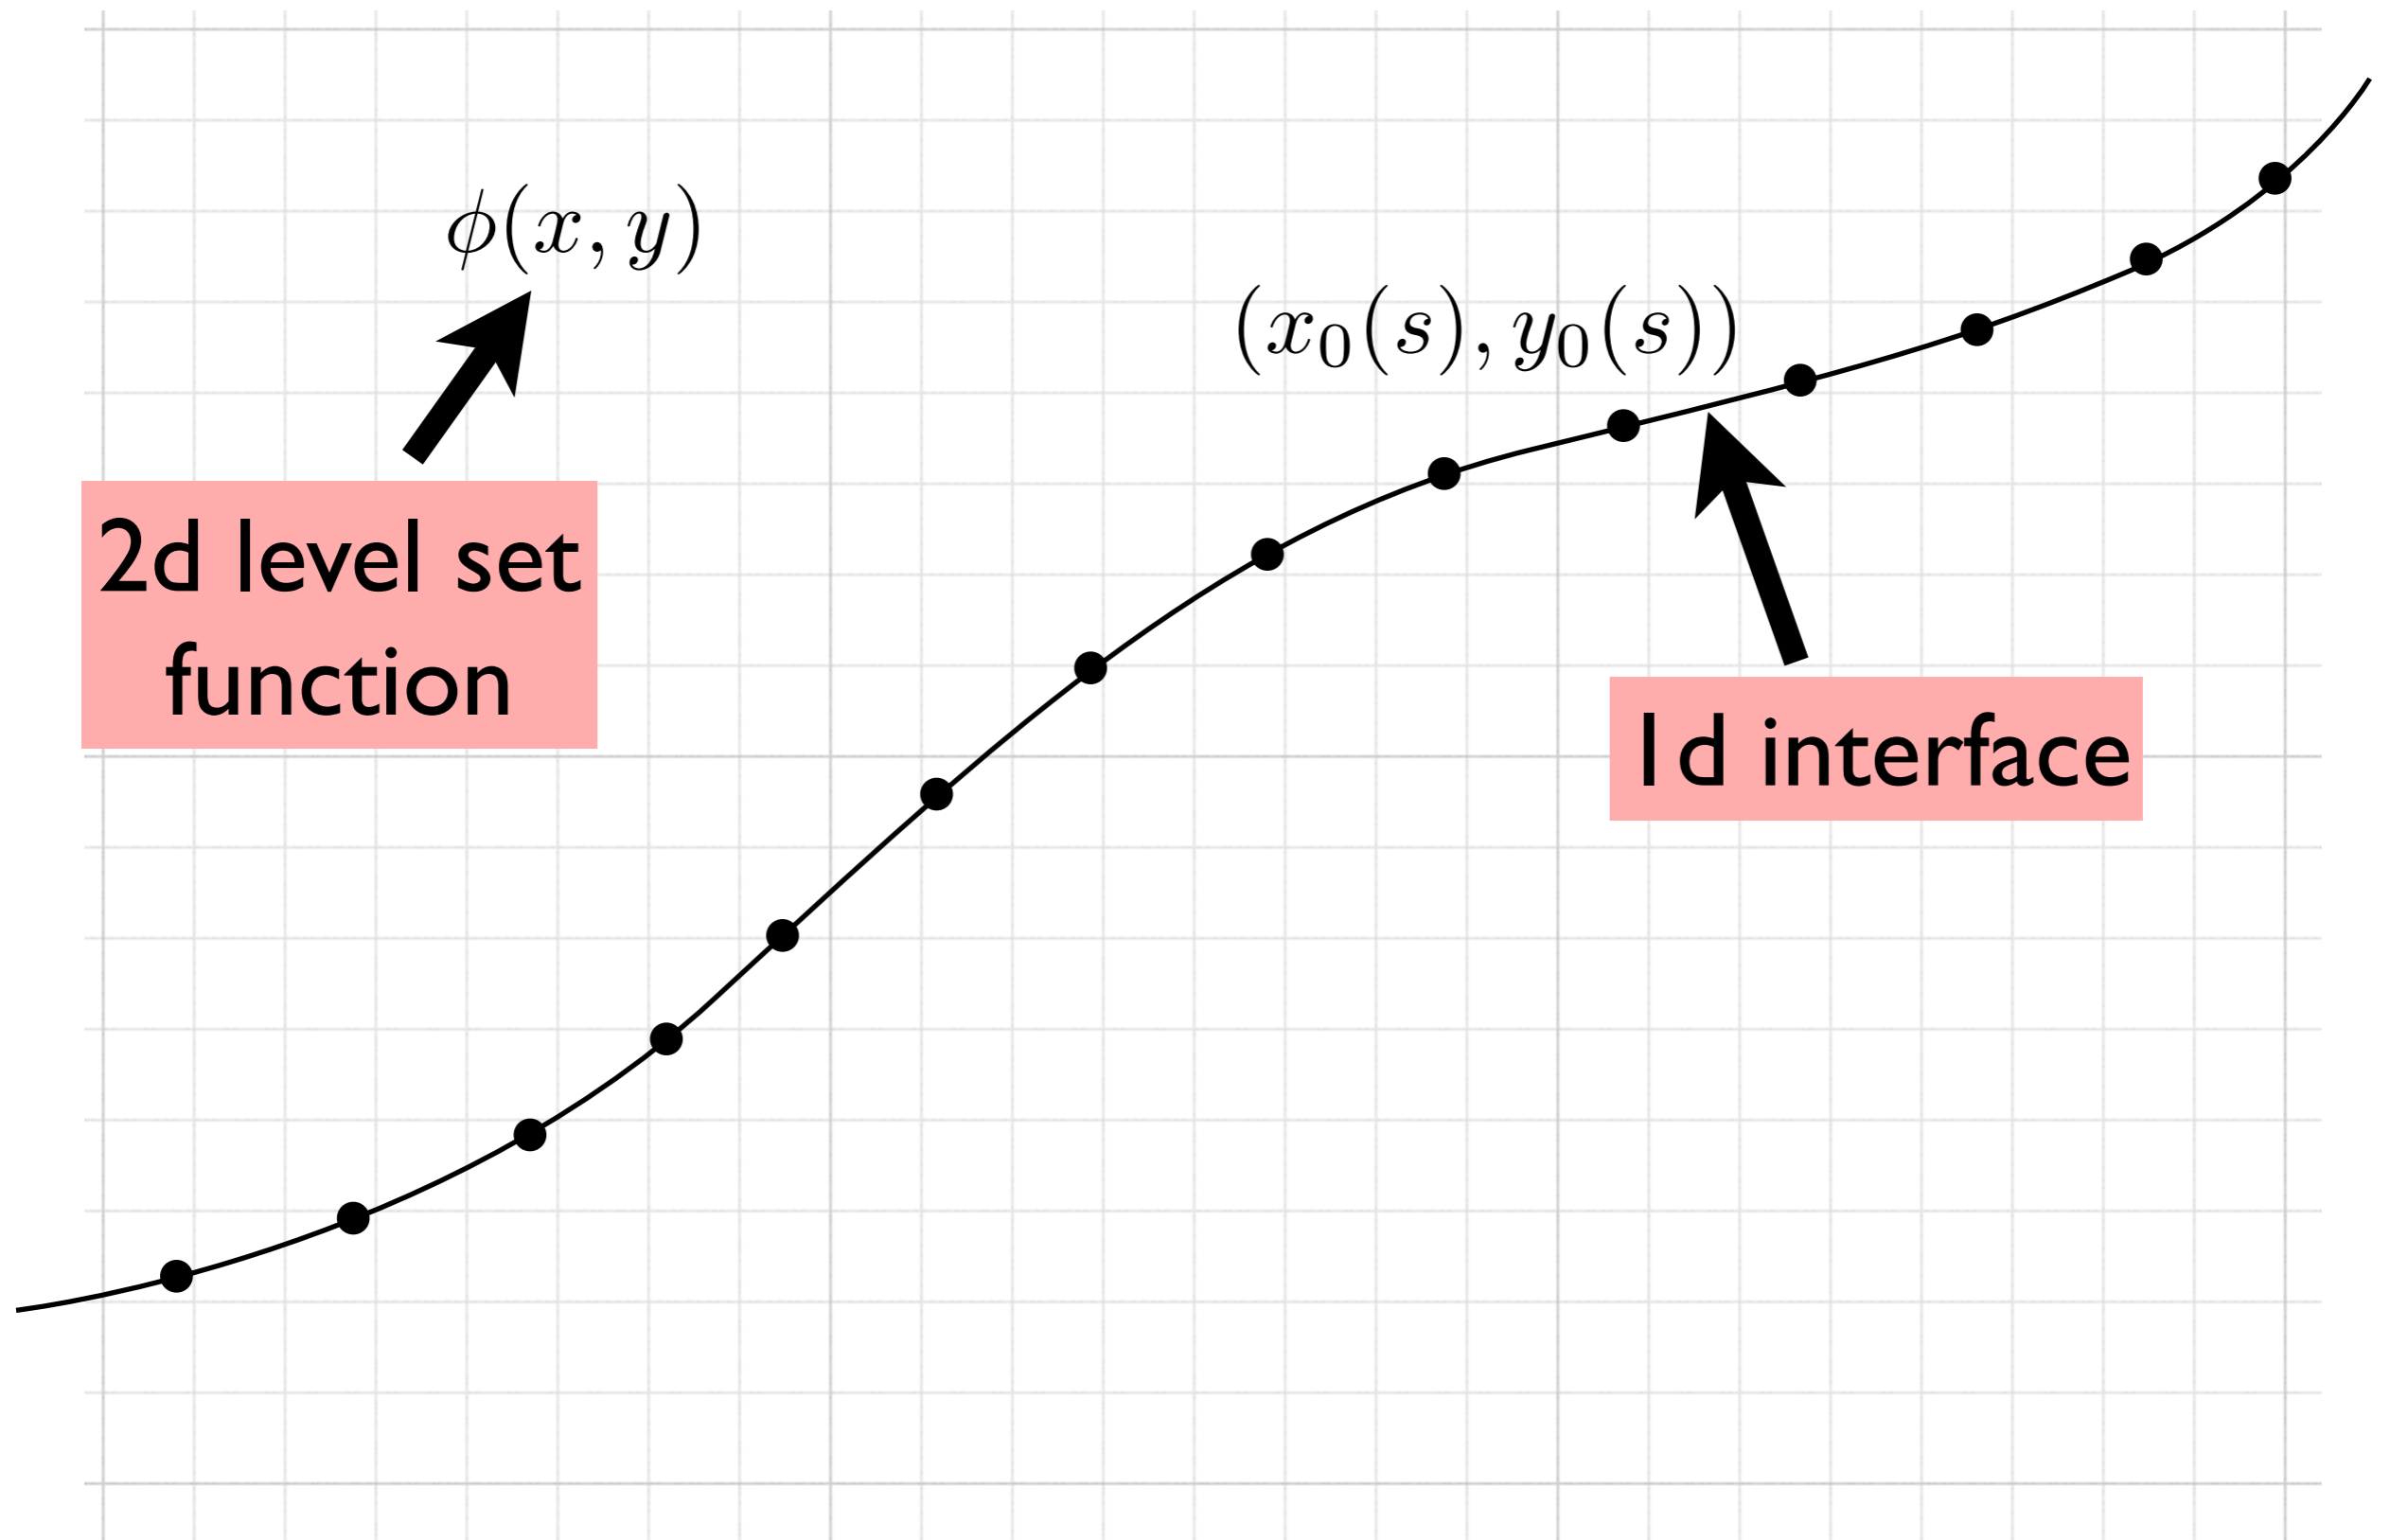 ϕ(x, y)
(x₀(s), y₀(s))
2d level set
function
1d interface